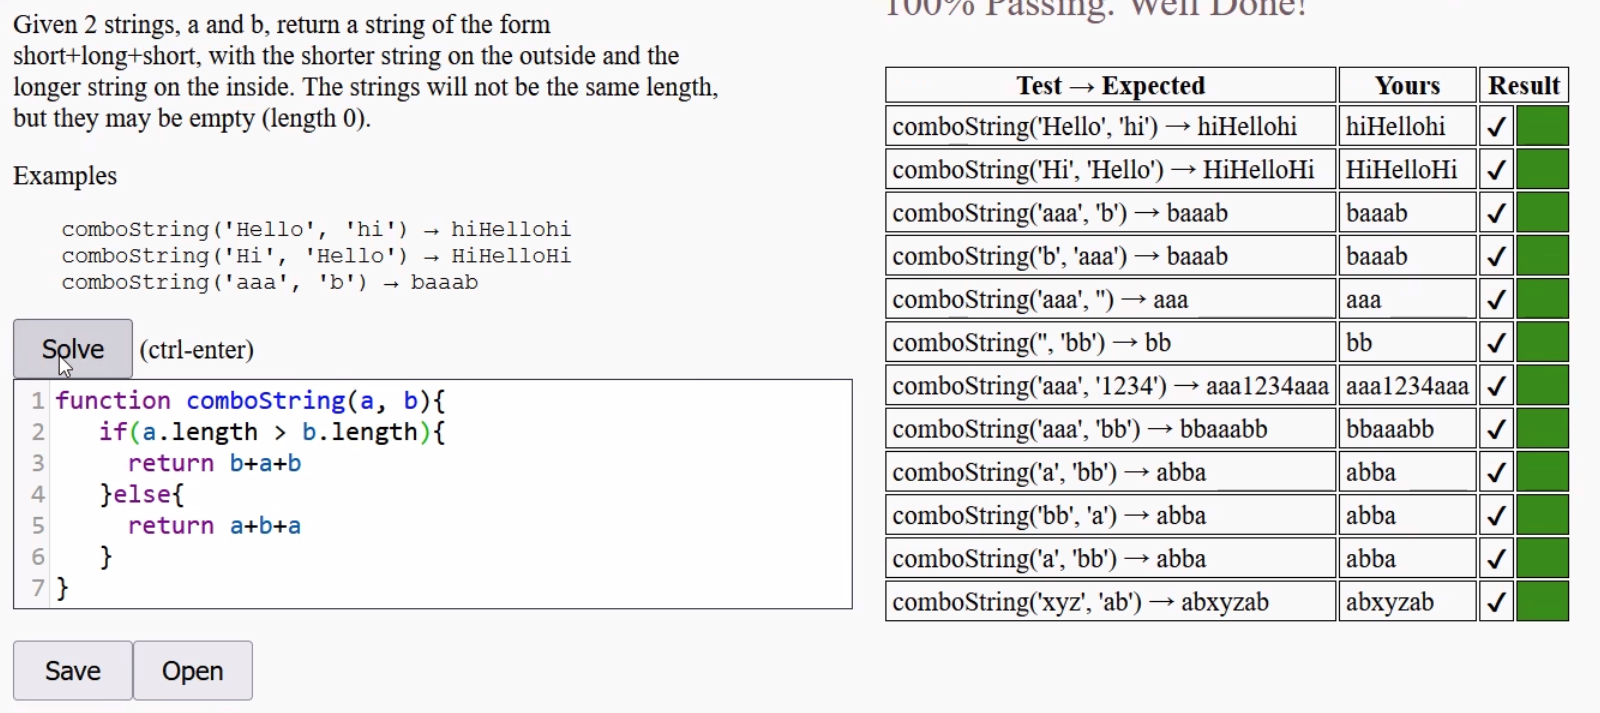 Given 2 strings, a and b, return a string of the form
short+long+short, with the shorter string on the outside and the
longer string on the inside. The strings will not be the same length,
but they may be empty (length 0).
Examples
comboString('Hello', 'hi') → hiHellohi
comboString('Hi', 'Hello') → HiHelloHi
comboString('aaa', 'b') → baaab
Solve (ctrl-enter)
1 function comboString(a, b){
2 if(a.length > b.length){
3 return b+a+b
4 }else{
5 return a+b+a
6 }
7 }
Save Open
100% Passing. Well Done!
Test → Expected Yours Result
comboString('Hello', 'hi') → hiHellohi hiHellohi ✓
comboString('Hi', 'Hello') → HiHelloHi HiHelloHi ✓
comboString('aaa', 'b') → baaab baaab ✓
comboString('b', 'aaa') → baaab baaab ✓
comboString('aaa', '') → aaa aaa ✓
comboString('', 'bb') → bb bb ✓
comboString('aaa', '1234') → aaa1234aaa aaa1234aaa ✓
comboString('aaa', 'bb') → bbaaabb bbaaabb ✓
comboString('a', 'bb') → abba abba ✓
comboString('bb', 'a') → abba abba ✓
comboString('a', 'bb') → abba abba ✓
comboString('xyz', 'ab') → abxyzab abxyzab ✓